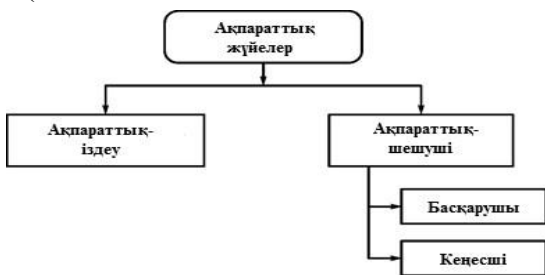 Ақпараттық
жүйелер
Ақпараттық-
іздеу
Ақпараттық-
шешуші
Басқарушы
Кеңесші